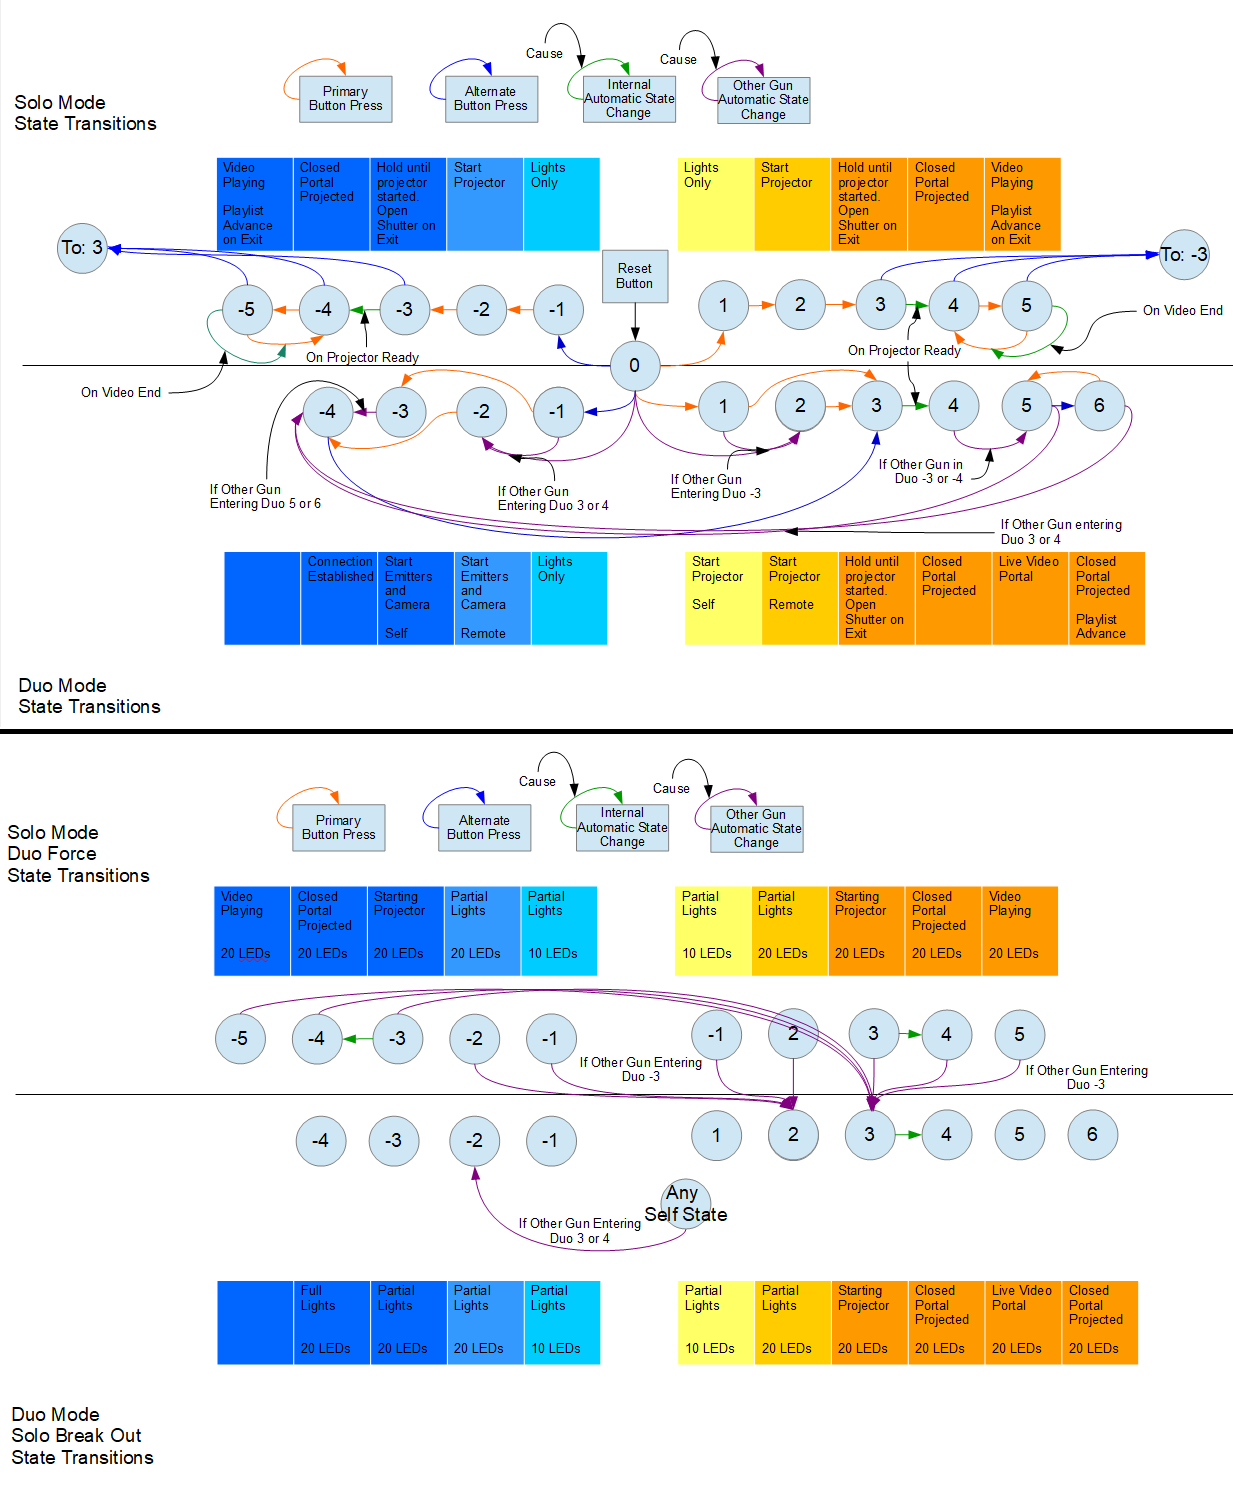 Cause
Cause
Primary
Button Press
Alternate
Button Press
Internal
Automatic State
Change
Other Gun
Automatic State
Change
Solo Mode
State Transitions
Video
Playing
Playlist
Advance
on Exit
Closed
Portal
Projected
Hold until
projector
started.
Open
Shutter on
Exit
Start
Projector
Lights
Only
Lights
Only
Start
Projector
Hold until
projector
started.
Open
Shutter on
Exit
Closed
Portal
Projected
Video
Playing
Playlist
Advance
on Exit
To: 3
To: -3
Reset
Button
-5
-4
-3
-2
-1
1
2
3
4
5
On Video End
On Projector Ready
On Projector Ready
0
On Video End
-4
-3
-2
-1
1
2
3
4
5
6
If Other Gun
Entering Duo 5 or 6
If Other Gun
Entering Duo 3 or 4
If Other Gun
Entering Duo -3
If Other Gun in
Duo -3 or -4
If Other Gun entering
Duo 3 or 4
Connection
Established
Start
Emitters
and
Camera
Self
Start
Emitters
and
Camera
Remote
Lights
Only
Start
Projector
Self
Start
Projector
Remote
Hold until
projector
started.
Open
Shutter on
Exit
Closed
Portal
Projected
Live Video
Portal
Closed
Portal
Projected
Playlist
Advance
Duo Mode
State Transitions
Cause
Cause
Primary
Button Press
Alternate
Button Press
Internal
Automatic State
Change
Other Gun
Automatic State
Change
Solo Mode
Duo Force
State Transitions
Video
Playing
20 LEDs
Closed
Portal
Projected
20 LEDs
Starting
Projector
20 LEDs
Partial
Lights
20 LEDs
Partial
Lights
10 LEDs
Partial
Lights
10 LEDs
Partial
Lights
20 LEDs
Starting
Projector
20 LEDs
Closed
Portal
Projected
20 LEDs
Video
Playing
20 LEDs
-5
-4
-3
-2
-1
-1
2
3
4
5
If Other Gun Entering
Duo -3
If Other Gun Entering
Duo -3
-4
-3
-2
-1
1
2
3
4
5
6
Any
Self State
If Other Gun Entering
Duo 3 or 4
Full
Lights
20 LEDs
Partial
Lights
20 LEDs
Partial
Lights
20 LEDs
Partial
Lights
10 LEDs
Partial
Lights
10 LEDs
Partial
Lights
20 LEDs
Starting
Projector
20 LEDs
Closed
Portal
Projected
20 LEDs
Live Video
Portal
20 LEDs
Closed
Portal
Projected
20 LEDs
Duo Mode
Solo Break Out
State Transitions